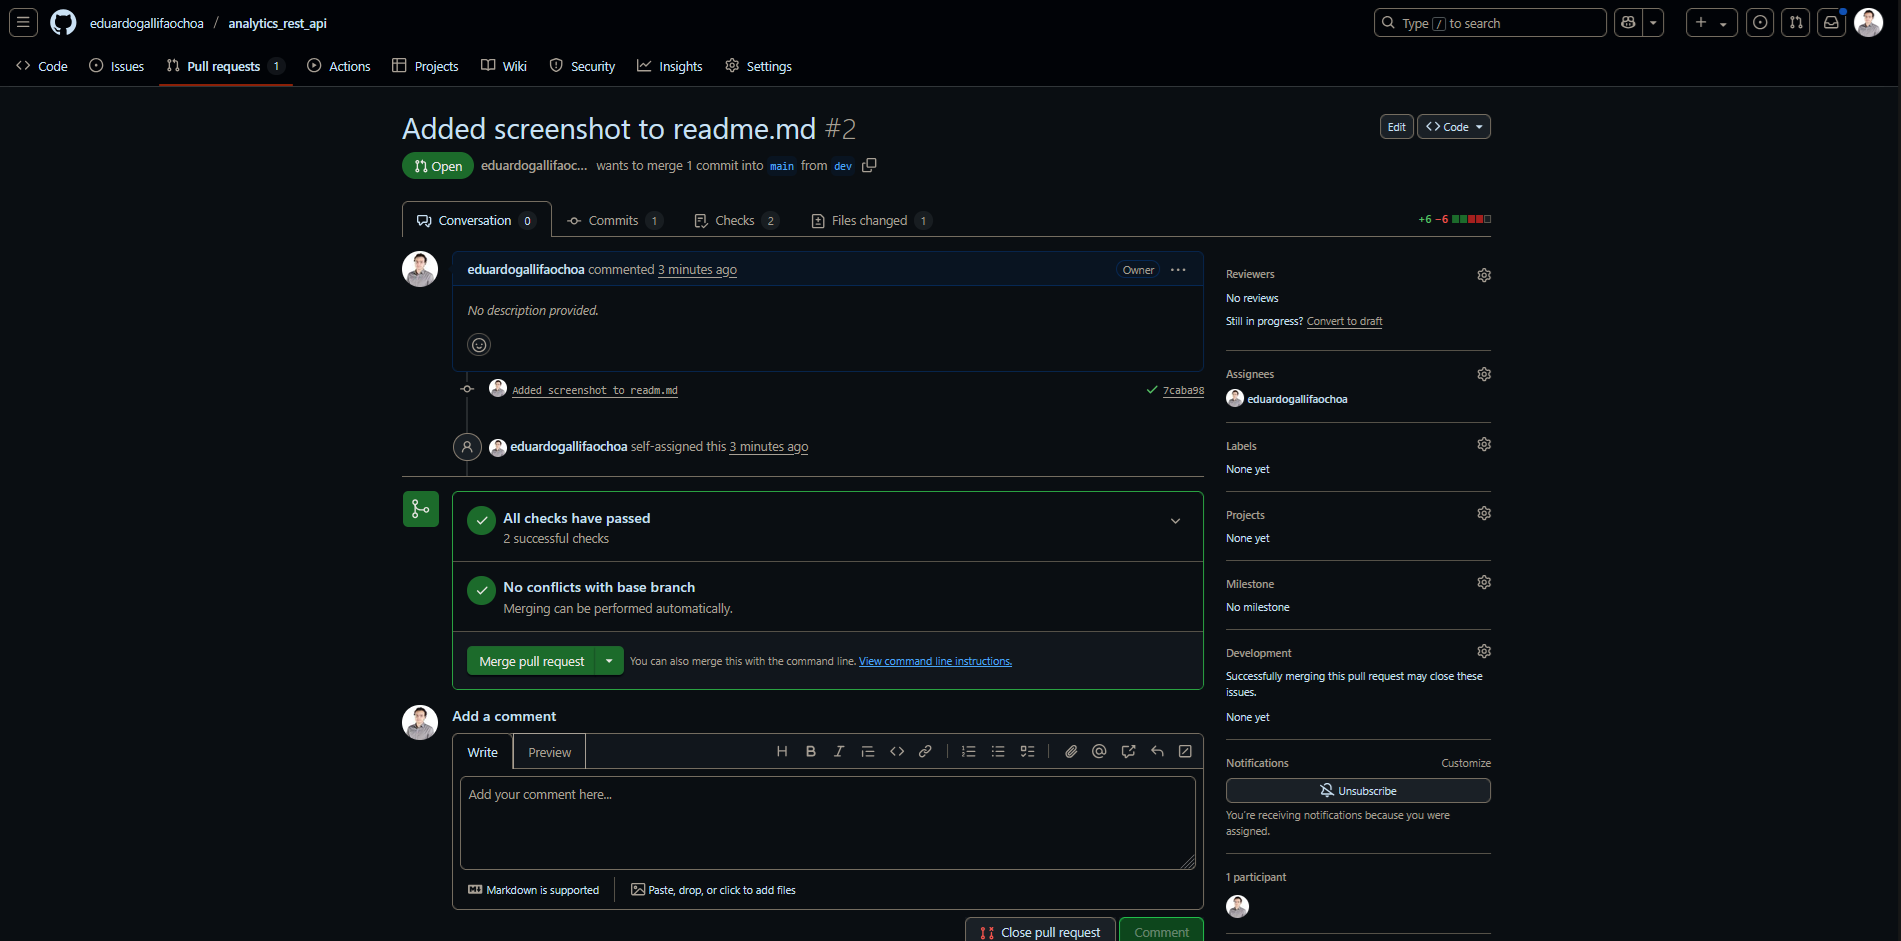 eduardogallifaochoa / analytics_rest_api
Type / to search
Code
Issues
Pull requests 1
Actions
Projects
Wiki
Security
Insights
Settings
Added screenshot to readme.md #2
Edit
Code
Open
eduardogallifaoc... wants to merge 1 commit into main from dev
Conversation 0
Commits 1
Checks 2
Files changed 1
+6 −6
eduardogallifaochoa commented 3 minutes ago
Owner
No description provided.
Added screenshot to readm.md
7caba98
eduardogallifaochoa self-assigned this 3 minutes ago
All checks have passed
2 successful checks
No conflicts with base branch
Merging can be performed automatically.
Merge pull request
You can also merge this with the command line. View command line instructions.
Add a comment
Write
Preview
Add your comment here...
Markdown is supported
Paste, drop, or click to add files
Close pull request
Comment
Reviewers
No reviews
Still in progress? Convert to draft
Assignees
eduardogallifaochoa
Labels
None yet
Projects
None yet
Milestone
No milestone
Development
Successfully merging this pull request may close these
issues.
None yet
Notifications
Customize
Unsubscribe
You're receiving notifications because you were
assigned.
1 participant